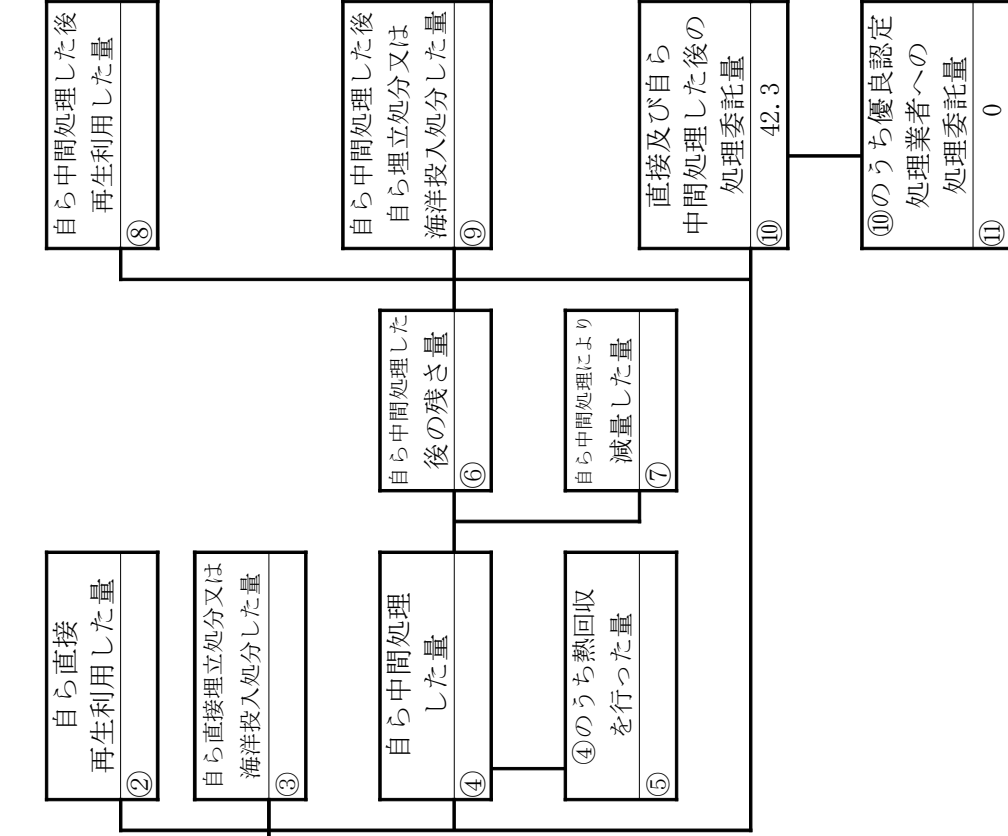 自ら直接
再生利用した量
②
自ら直接埋立処分又は
海洋投入処分した量
③
自ら中間処理
した量
④
④のうち熱回収
を行った量
⑤
自ら中間処理した
後の残さ量
⑥
自ら中間処理により
減量した量
⑦
自ら中間処理した後
再生利用した量
⑧
自ら中間処理した後
自ら埋立処分又は
海洋投入処分した量
⑨
直接及び自ら
中間処理した後の
処理委託量
⑩ 42.3
⑩のうち優良認定
処理業者への
処理委託量
⑪ 0